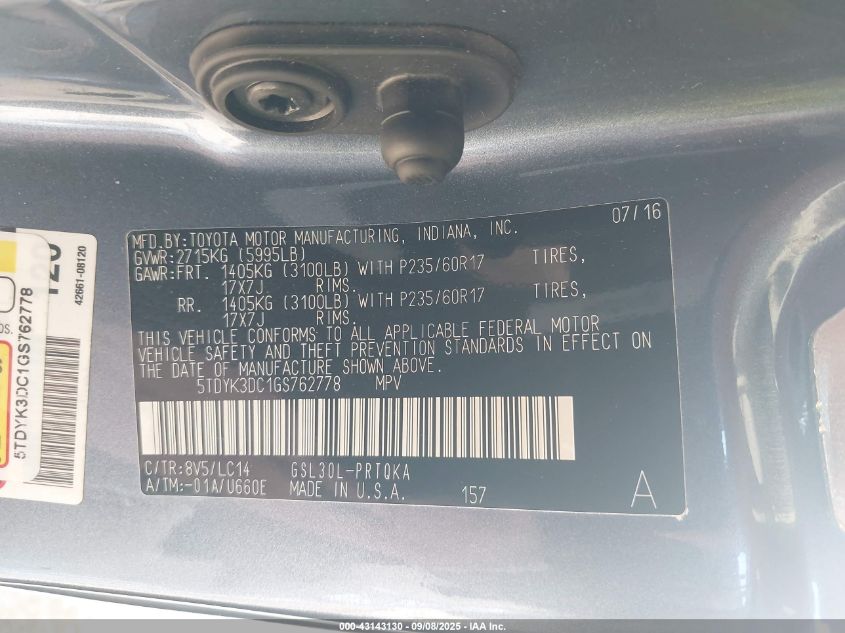 07/16
MFD.BY:TOYOTA MOTOR MANUFACTURING, INDIANA, INC.
GVWR:2715KG (5995LB)
GAWR:FRT. 1405KG (3100LB) WITH P235/60R17 TIRES,
17X7J RIMS.
RR. 1405KG (3100LB) WITH P235/60R17 TIRES,
17X7J RIMS.
THIS VEHICLE CONFORMS TO ALL APPLICABLE FEDERAL MOTOR
VEHICLE SAFETY AND THEFT PREVENTION STANDARDS IN EFFECT ON
THE DATE OF MANUFACTURE SHOWN ABOVE.
5TDYK3DC1GS762778 MPV
C/TR:8V5/LC14 GSL30L-PRTQKA
A/TM:-01A/U660E MADE IN U.S.A. 157 A
5TDYK3DC1GS762778
42661-08120
000-43143130 - 09/08/2025 - IAA Inc.